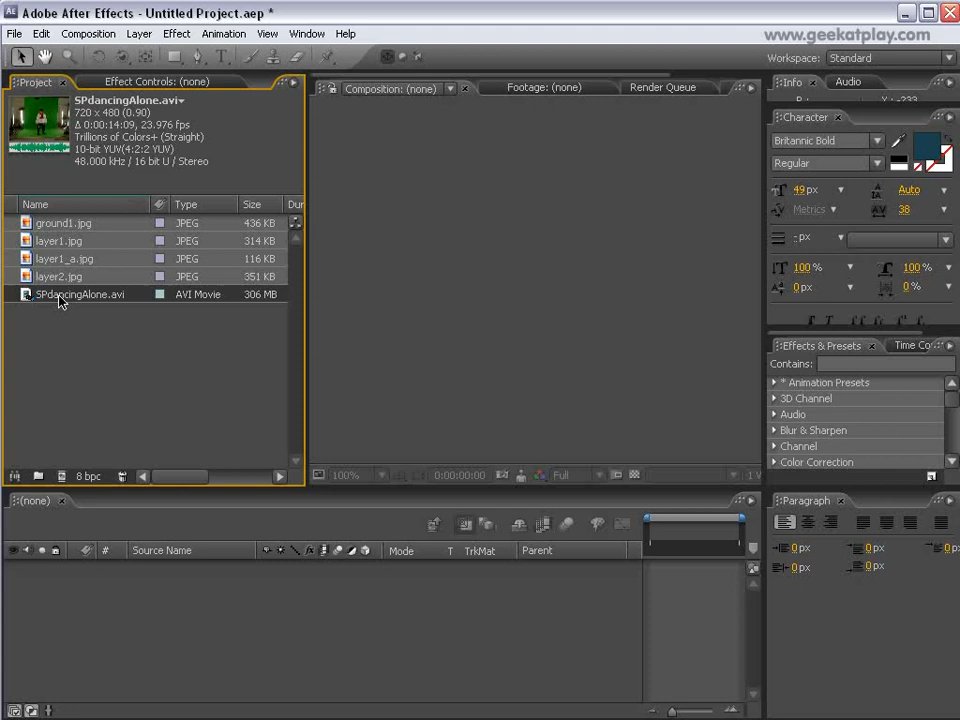 Adobe After Effects - Untitled Project.aep *
File Edit Composition Layer Effect Animation View Window Help
www.geekatplay.com
Workspace: Standard
Project Effect Controls: (none)
SPdancingAlone.avi
720 x 480 (0.90)
Δ 0:00:14:09, 23.976 fps
Trillions of Colors+ (Straight)
10-bit YUV(4:2:2 YUV)
48.000 kHz / 16 bit U / Stereo
Name Type Size Dur
ground1.jpg JPEG 436 KB
layer1.jpg JPEG 314 KB
layer1_a.jpg JPEG 116 KB
layer2.jpg JPEG 351 KB
SPdancingAlone.avi AVI Movie 306 MB
8 bpc
Composition: (none) Footage: (none) Render Queue
100% 0:00:00:00 Full 1 V
Info Audio
Character
Britannic Bold
Regular
49 px Auto
Metrics 38
- px
100 % 100 %
0 px 0 %
Effects & Presets Time Co
Contains:
* Animation Presets
3D Channel
Audio
Blur & Sharpen
Channel
Color Correction
(none)
# Source Name Mode T TrkMat Parent
Paragraph
0 px 0 px 0 px
0 px 0 px